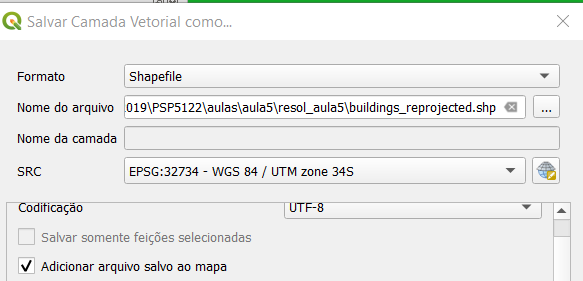 Salvar Camada Vetorial como...
Formato Shapefile
Nome do arquivo .019\PSP5122\aulas\aula5\resol_aula5\buildings_reprojected.shp ...
Nome da camada
SRC EPSG:32734 - WGS 84 / UTM zone 34S
Codificação UTF-8
Salvar somente feições selecionadas
Adicionar arquivo salvo ao mapa